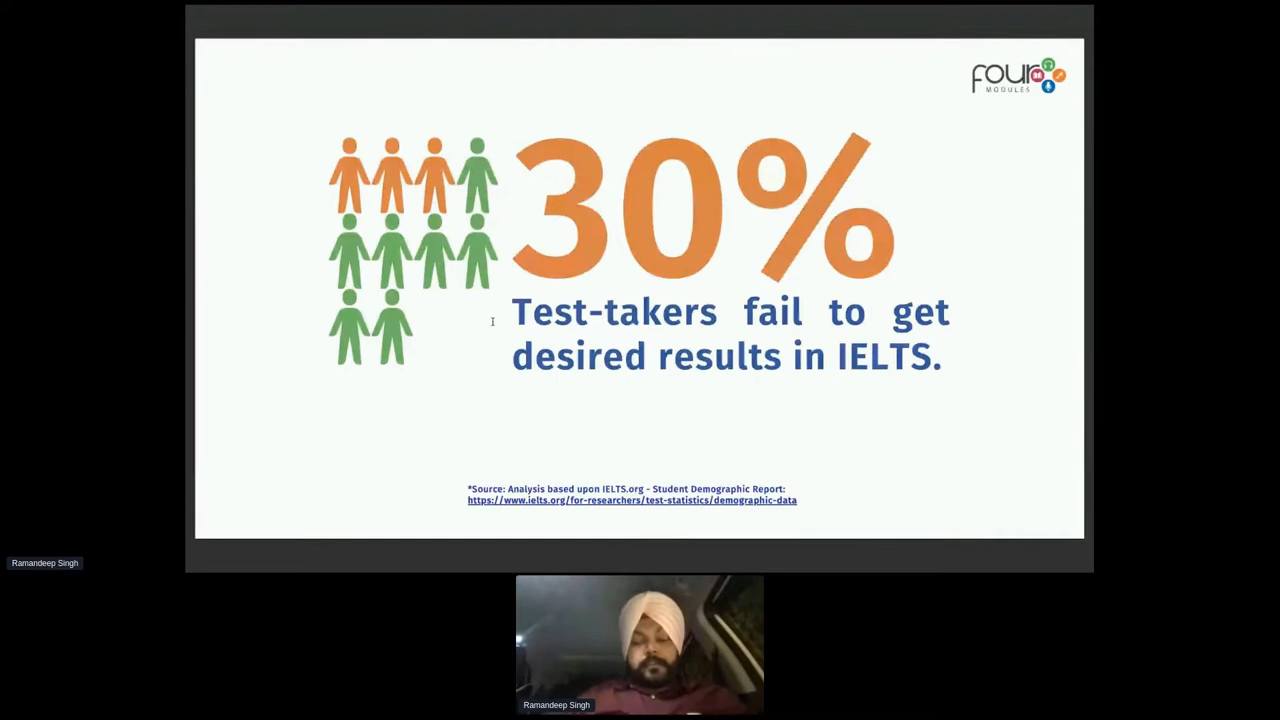 four
MODULES
30%
Test-takers fail to get
desired results in IELTS.
*Source: Analysis based upon IELTS.org - Student Demographic Report:
https://www.ielts.org/for-researchers/test-statistics/demographic-data
Ramandeep Singh
Ramandeep Singh